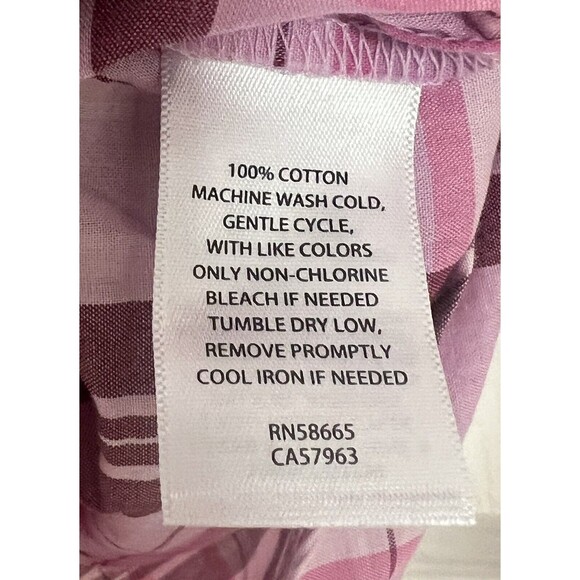 100% COTTON
MACHINE WASH COLD,
GENTLE CYCLE,
WITH LIKE COLORS
ONLY NON-CHLORINE
BLEACH IF NEEDED
TUMBLE DRY LOW,
REMOVE PROMPTLY
COOL IRON IF NEEDED
RN58665
CA57963